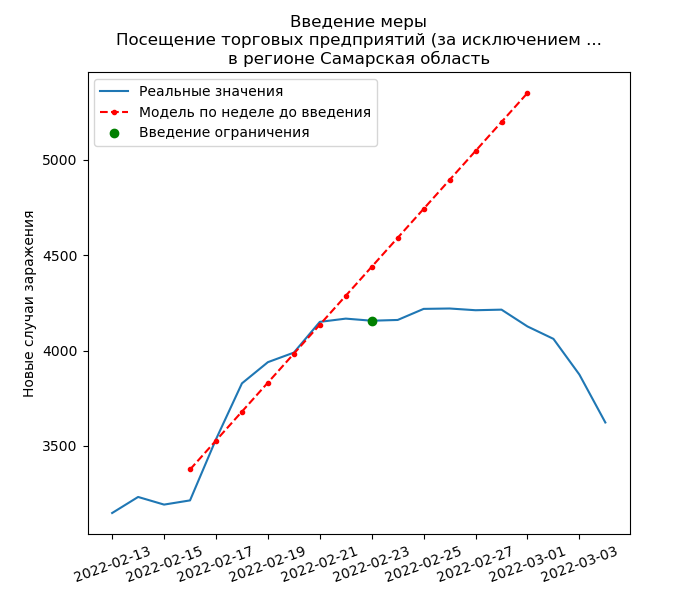 Введение меры
Посещение торговых предприятий (за исключением ...
в регионе Самарская область
Реальные значения
Модель по неделе до введения
Введение ограничения
Новые случаи заражения
5000
4500
4000
3500
2022-02-13
2022-02-15
2022-02-17
2022-02-19
2022-02-21
2022-02-23
2022-02-25
2022-02-27
2022-03-01
2022-03-03